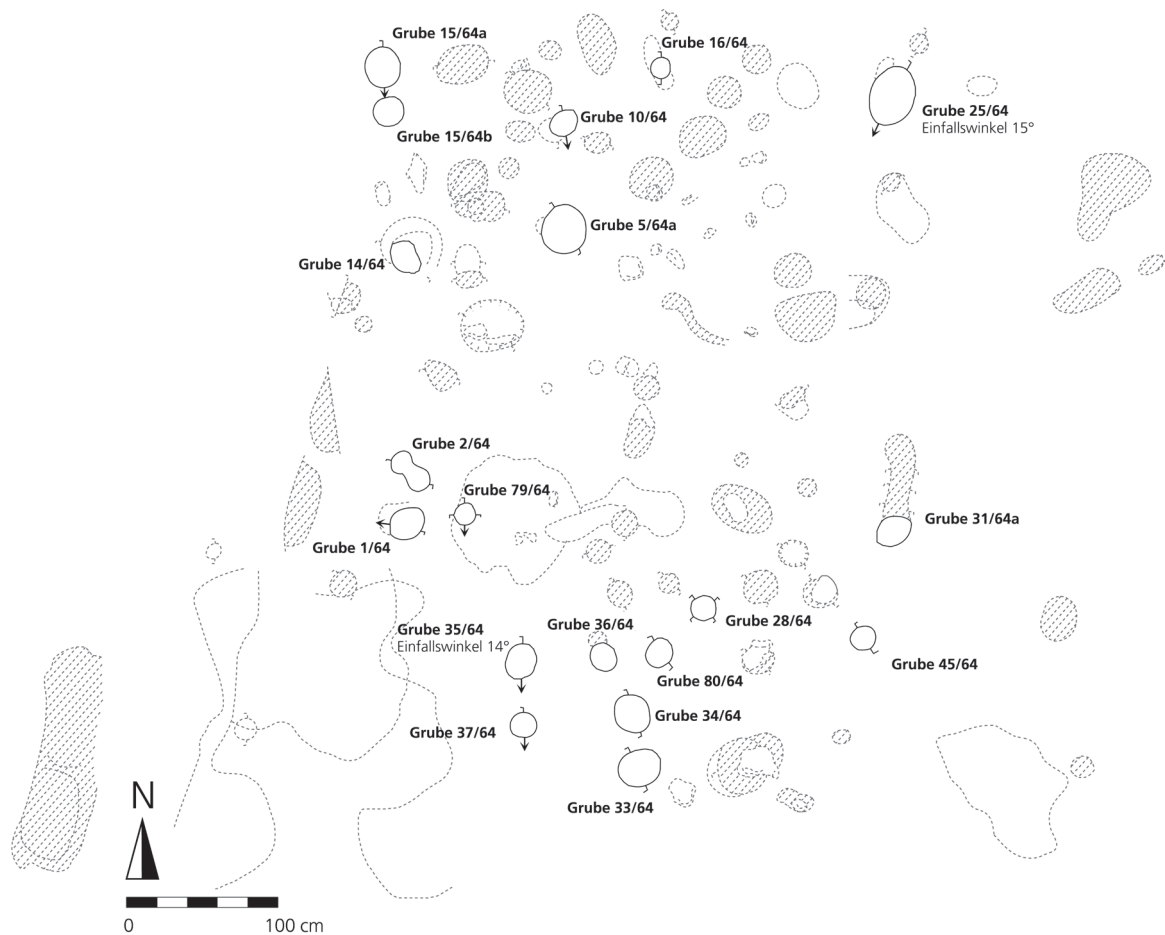 Grube 15/64a
Grube 16/64
Grube 25/64
Einfallswinkel 15°
Grube 10/64
Grube 15/64b
Grube 5/64a
Grube 14/64
Grube 2/64
Grube 79/64
Grube 31/64a
Grube 1/64
Grube 28/64
Grube 36/64
Grube 35/64
Einfallswinkel 14°
Grube 45/64
Grube 80/64
Grube 34/64
Grube 37/64
Grube 33/64
N
0 100 cm